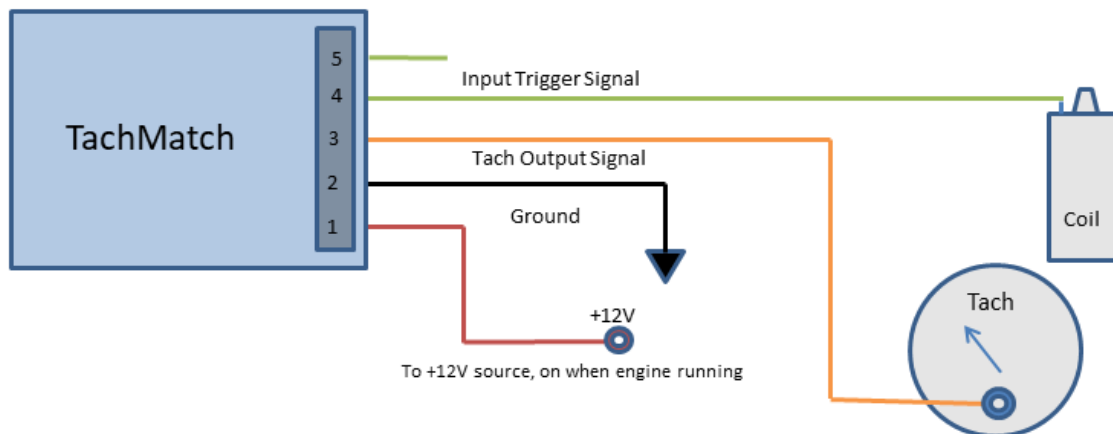 TachMatch
5
4
3
2
1
Input Trigger Signal
Tach Output Signal
Ground
+12V
To +12V source, on when engine running
Coil
Tach